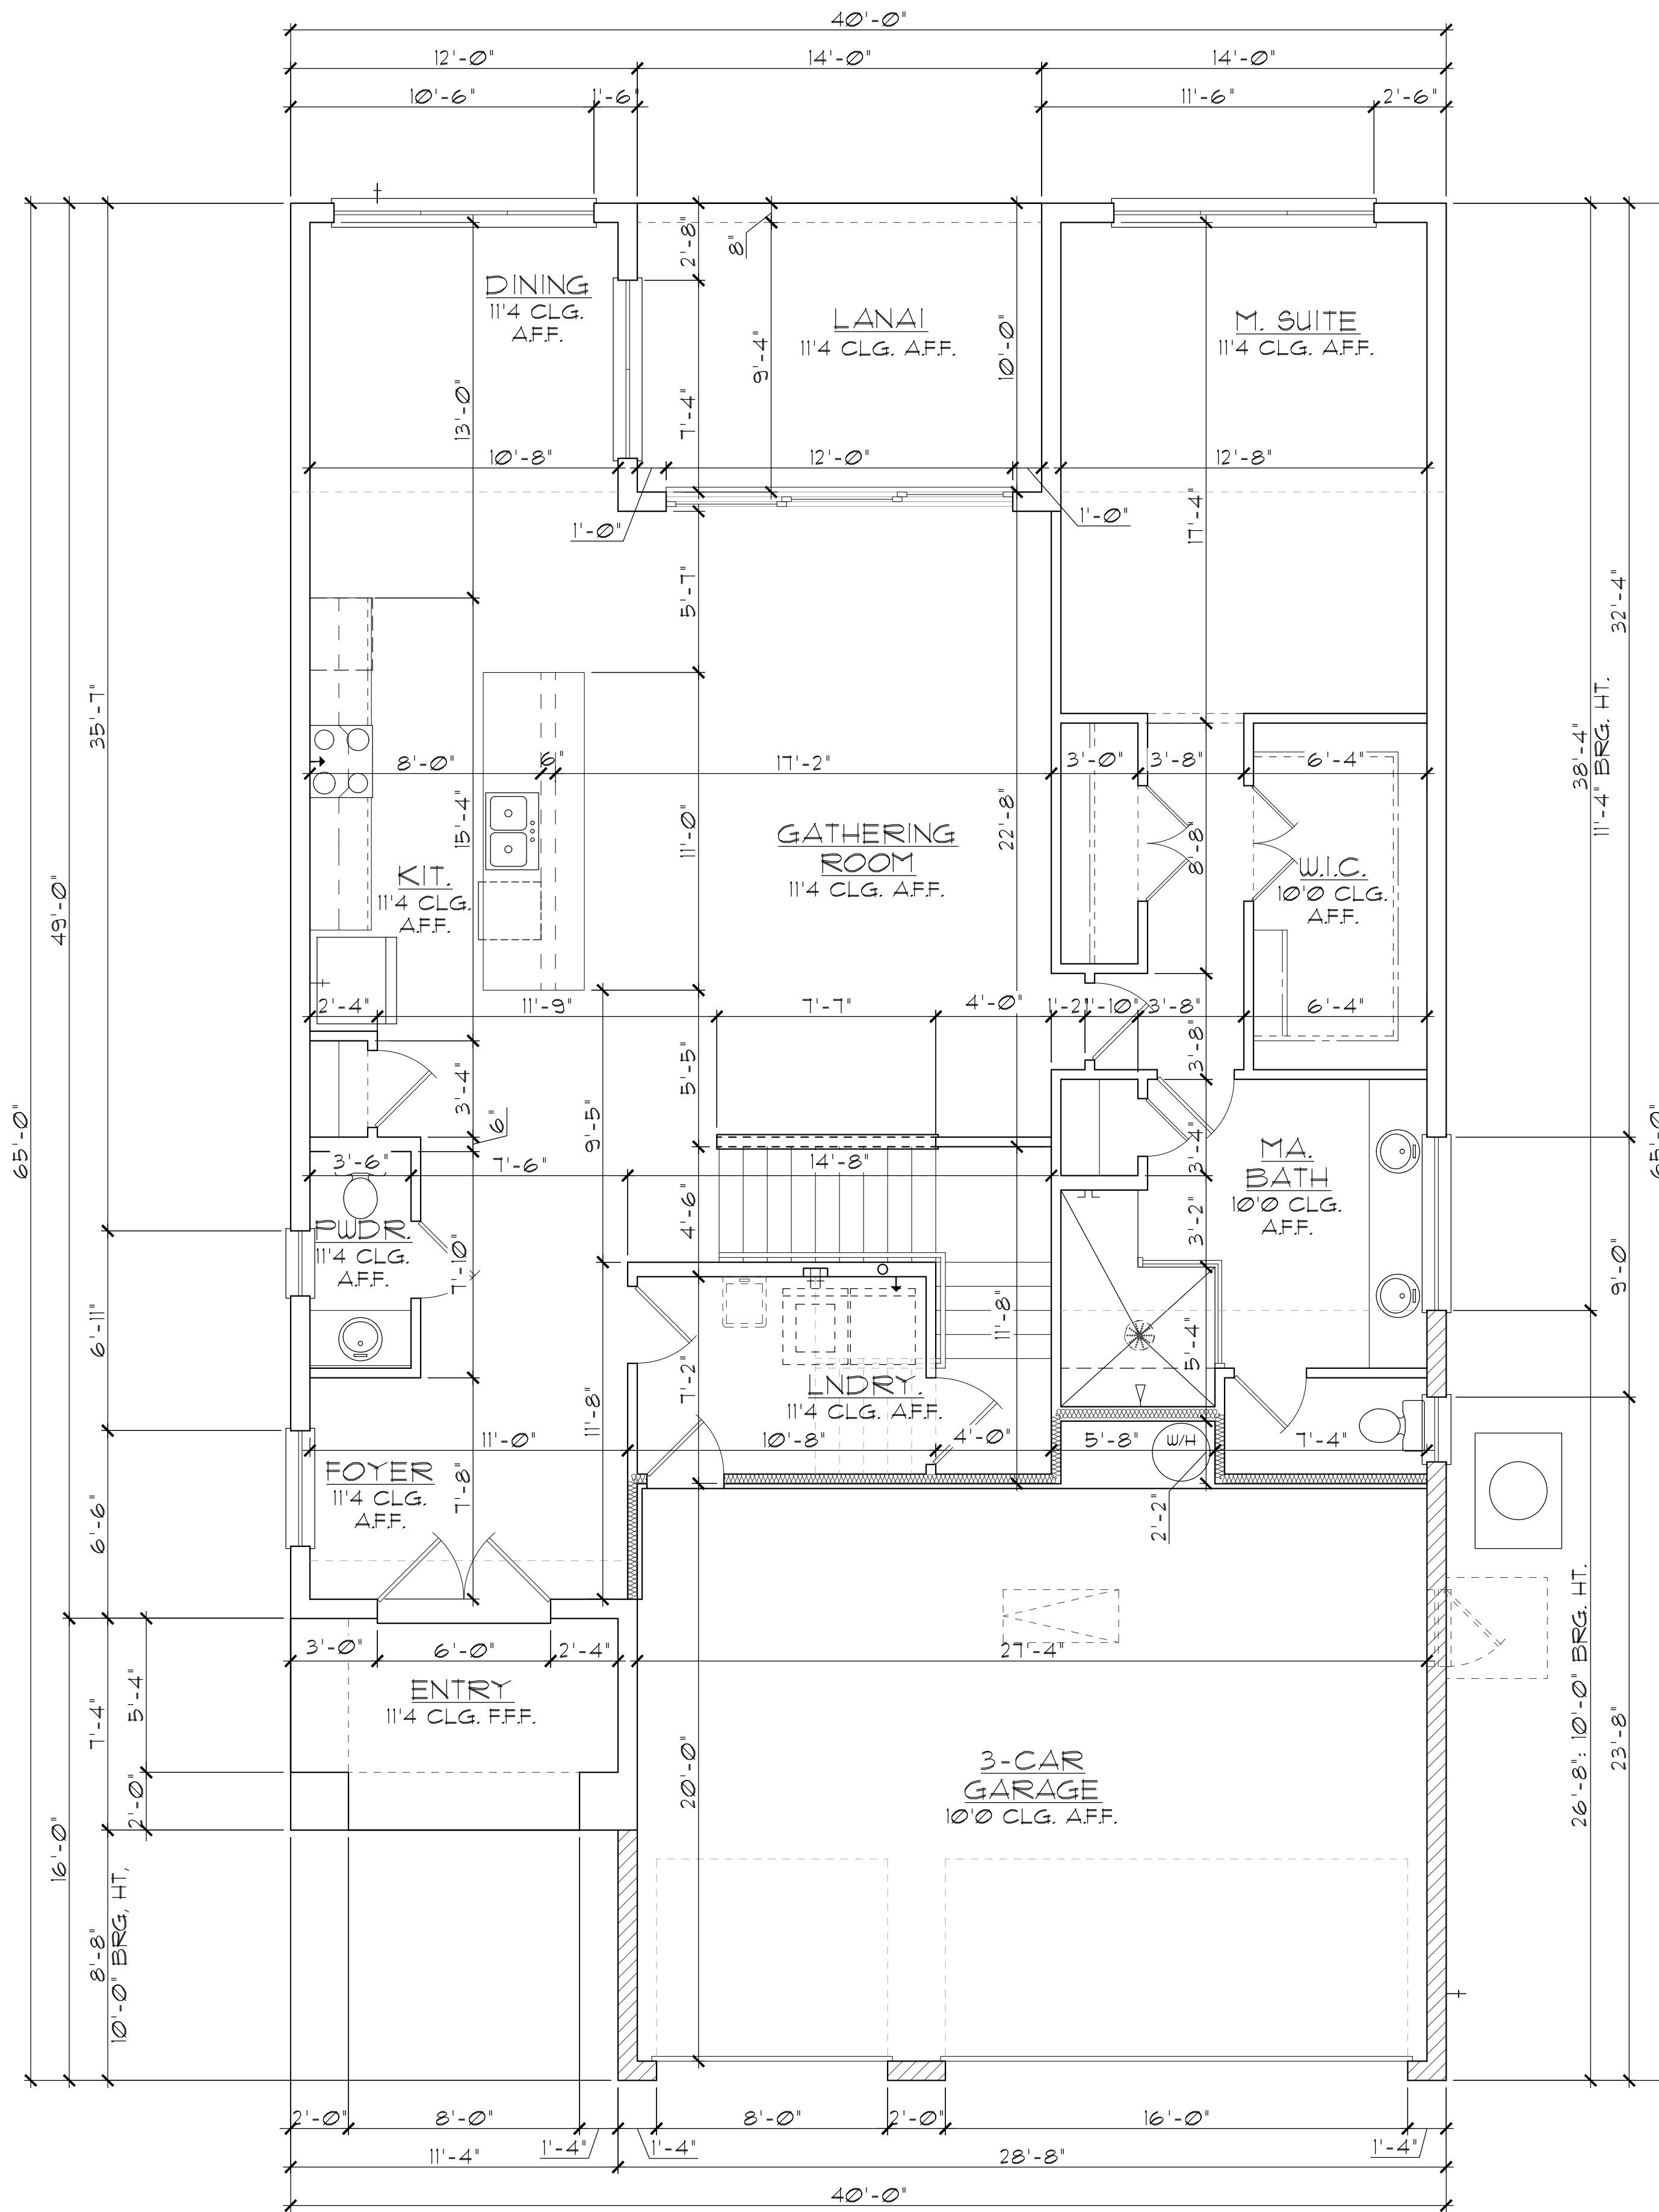 40'-0"
12'-0" 14'-0" 14'-0"
10'-6" 1'-6" 11'-6" 2'-6"
2'-8"
8"
DINING
11'4 CLG.
A.F.F.
LANAI
11'4 CLG. A.F.F.
M. SUITE
11'4 CLG. A.F.F.
13'-0"
7'-4"
9'-4"
10'-0"
17'-4"
10'-8" 12'-0" 12'-8"
1'-0" 1'-0"
5'-7"
35'-7"
49'-0"
65'-0"
32'-4"
38'-4"
11'-4" BRG. HT.
65'-0"
8'-0" 6" 17'-2" 3'-0" 3'-8" 6'-4"
15'-4"
11'-0"
22'-8"
8'-8"
GATHERING
ROOM
11'4 CLG. A.F.F.
KIT.
11'4 CLG.
A.F.F.
W.I.C.
10'0 CLG.
A.F.F.
2'-4" 11'-9" 7'-7" 4'-0" 1'-2" 1'-10" 3'-8" 6'-4"
3'-4"
6"
9'-5"
5'-5"
3'-8"
3'-4"
3'-6" 7'-6" 14'-8"
MA.
BATH
10'0 CLG.
A.F.F.
PWDR.
11'4 CLG.
A.F.F.
7'-10"
4'-6"
3'-2"
9'-0"
6'-11"
11'-8"
7'-2"
11'-8"
5'-4"
LNDRY.
11'4 CLG. A.F.F.
11'-0" 10'-8" 4'-0" 5'-8" W/H 7'-4"
FOYER
11'4 CLG.
A.F.F.
7'-8"
2'-2"
6'-6"
3'-0" 6'-0" 2'-4" 27'-4"
ENTRY
11'4 CLG. F.F.F.
5'-4"
7'-4"
2'-0"
16'-0"
8'-8"
10'-0" BRG, HT,
20'-0"
3-CAR
GARAGE
10'0 CLG. A.F.F.
26'-8": 10'-0" BRG. HT.
23'-8"
2'-0" 8'-0" 8'-0" 2'-0" 16'-0"
1'-4" 1'-4" 1'-4"
11'-4" 28'-8"
40'-0"